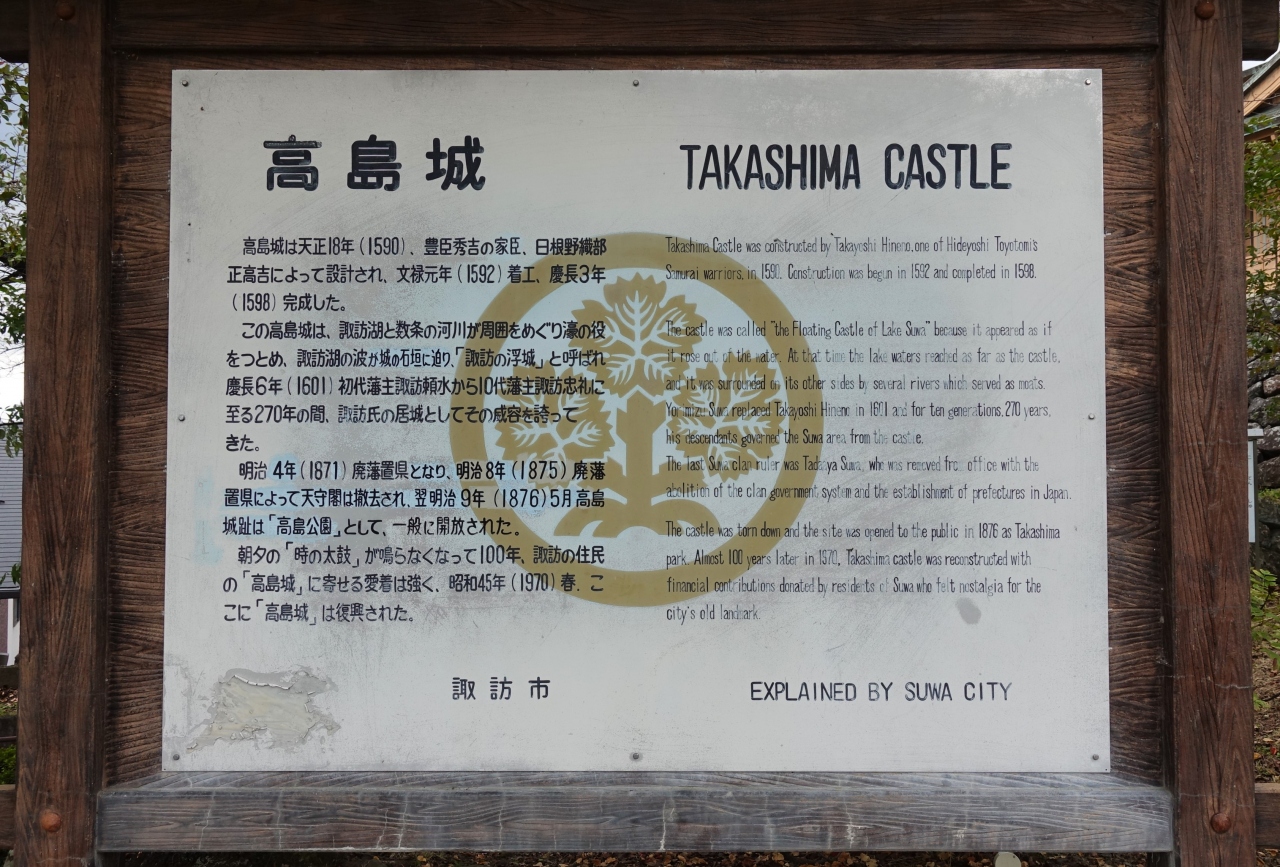 高島城
高島城は天正18年(1590)、豊臣秀吉の家臣、日根野織部
正高吉によって設計され、文禄元年(1592)着工、慶長3年
(1598)完成した。
この高島城は、諏訪湖と数条の河川が周囲をめぐり濠の役
をつとめ、諏訪湖の波が城の石垣に迫り、「諏訪の浮城」と呼ばれ
慶長6年(1601)初代藩主諏訪頼水から10代藩主諏訪忠礼に
至る270年の間、諏訪氏の居城としてその威容を誇って
きた。
明治4年(1871)廃藩置県となり、明治8年(1875)廃藩
置県によって天守閣は撤去され、翌明治9年(1876)5月高島
城趾は「高島公園」として、一般に開放された。
朝夕の「時の太鼓」が鳴らなくなって100年、諏訪の住民
の「高島城」に寄せる愛着は強く、昭和45年(1970)春、こ
こに「高島城」は復興された。
諏訪市
TAKASHIMA CASTLE
Takashima Castle was constructed by Takayoshi Hineno, one of Hideyoshi Toyotomi's
Samurai warriors, in 1590. Construction was begun in 1592 and completed in 1598.
The castle was called "the Floating Castle of Lake Suwa" because it appeared as if
it rose out of the water. At that time the lake waters reached as far as the castle,
and it was surrounded on its other sides by several rivers which served as moats.
Yorimizu Suwa replaced Takayoshi Hineno in 1601 and for ten generations, 270 years,
his descendants governed the Suwa area from the castle.
The last Suwa clan ruler was Tadaaya Suwa, who was removed from office with the
abolition of the clan government system and the establishment of prefectures in Japan.
The castle was torn down and the site was opened to the public in 1876 as Takashima
park. Almost 100 years later in 1970, Takashima castle was reconstructed with
financial contributions donated by residents of Suwa who felt nostalgia for the
city's old landmark.
EXPLAINED BY SUWA CITY